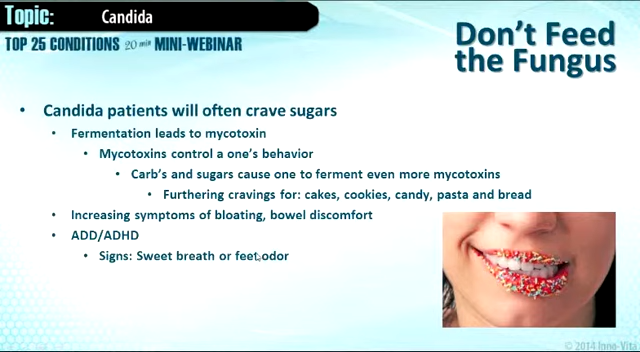 Topic: Candida
TOP 25 CONDITIONS 20 min MINI-WEBINAR
Don't Feed
the Fungus
• Candida patients will often crave sugars
• Fermentation leads to mycotoxin
• Mycotoxins control a one's behavior
• Carb's and sugars cause one to ferment even more mycotoxins
• Furthering cravings for: cakes, cookies, candy, pasta and bread
• Increasing symptoms of bloating, bowel discomfort
• ADD/ADHD
• Signs: Sweet breath or feet odor
© 2014 Inno-Vita